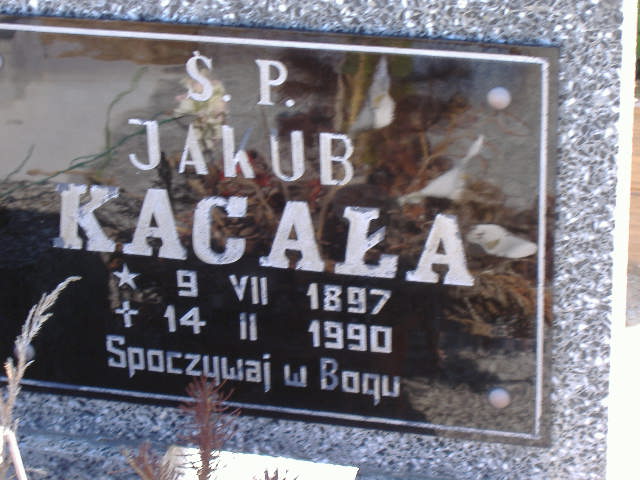 Ś. P.
JAKUB
KACAŁA
* 9 VII 1897
† 14 II 1990
Spoczywaj w Bogu